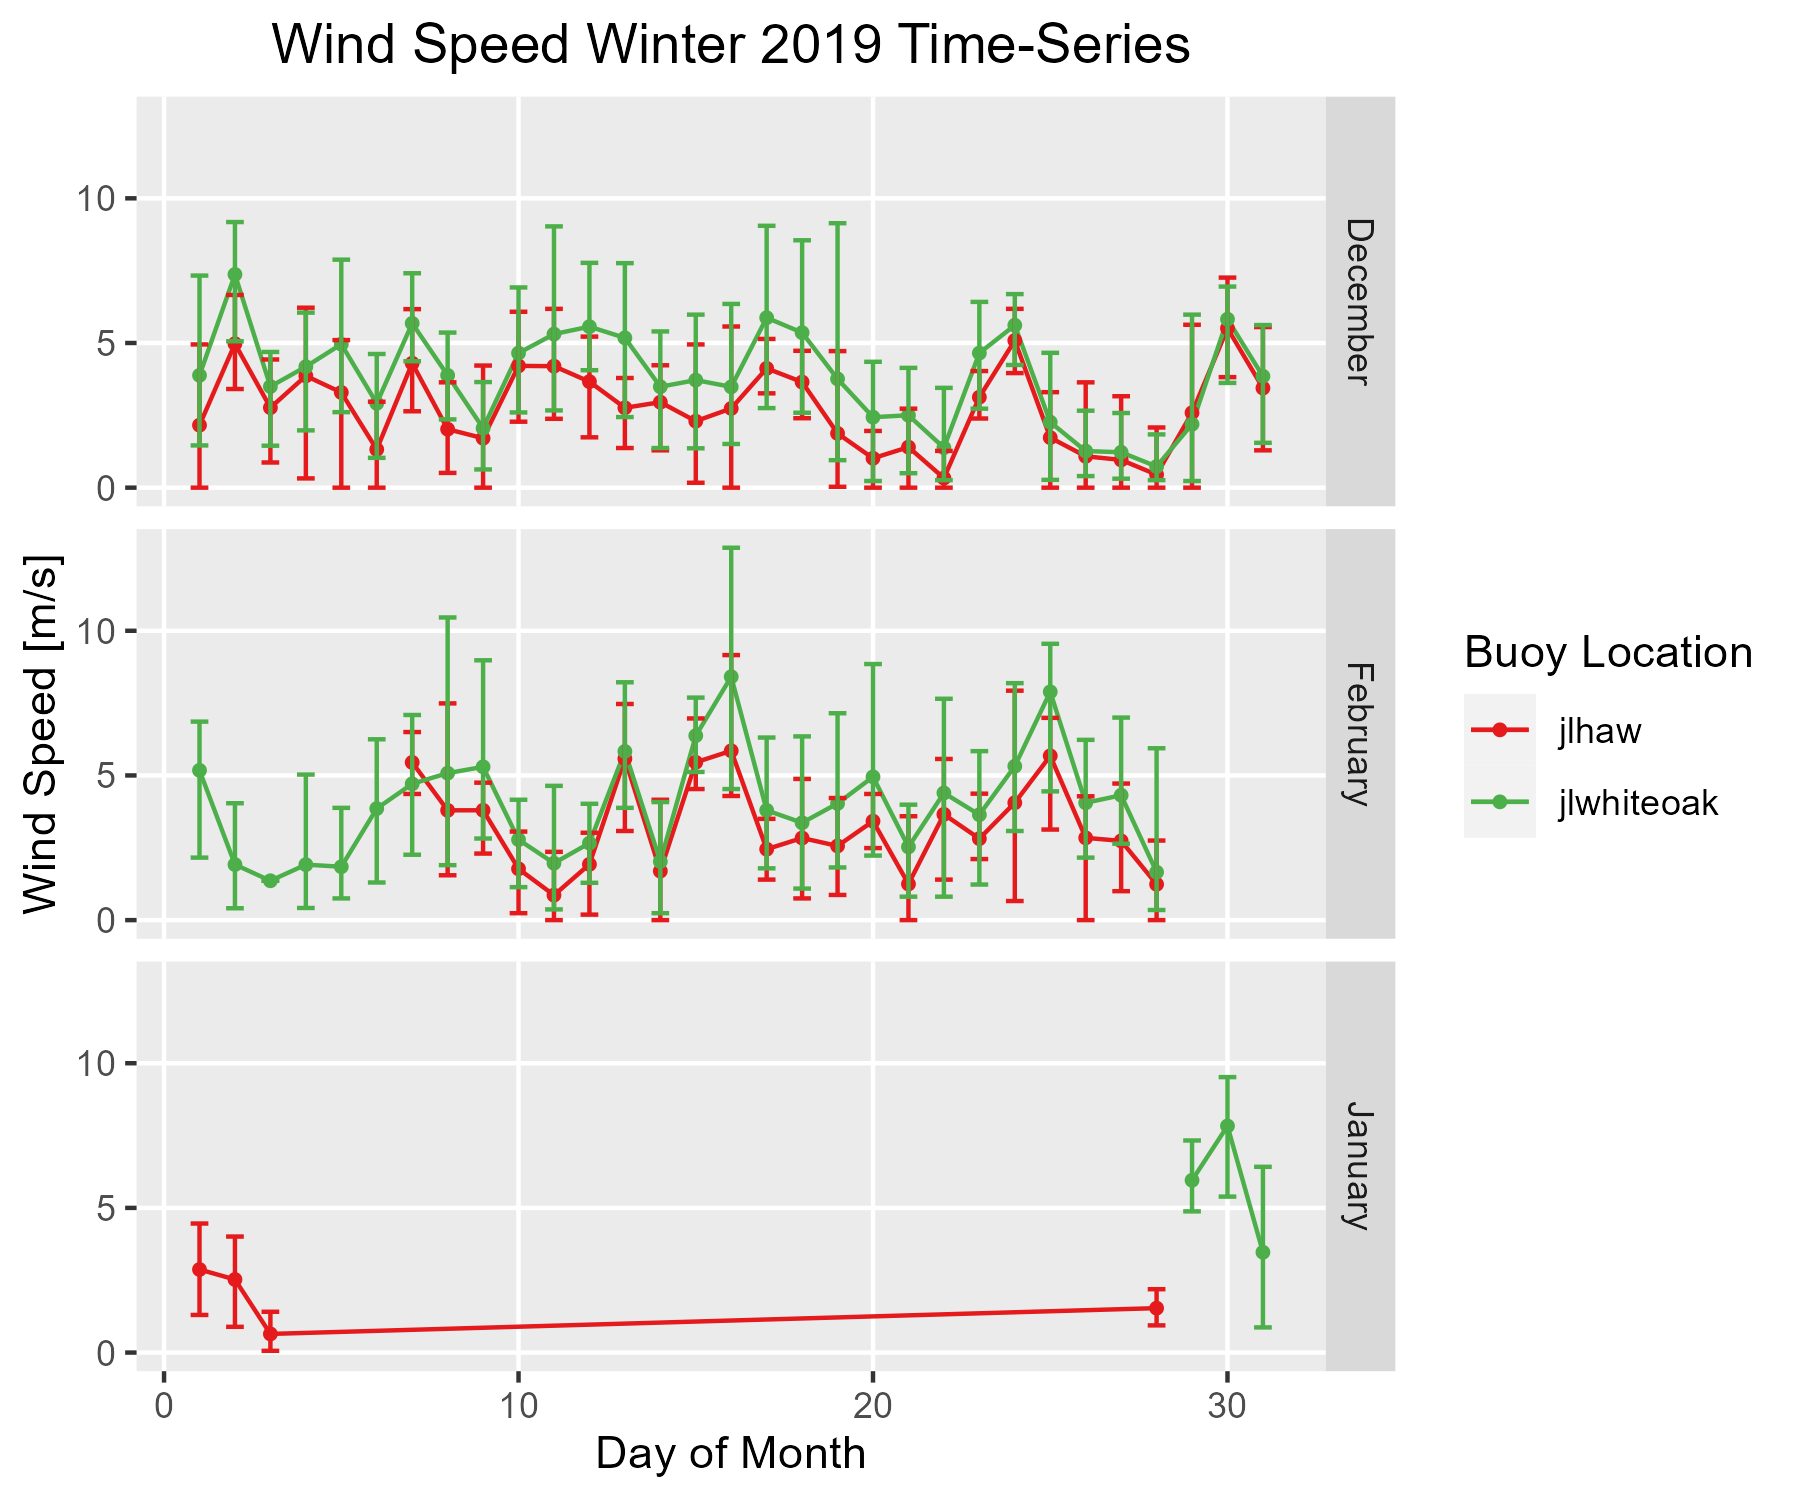 Wind Speed Winter 2019 Time-Series
Wind Speed [m/s]
10
5
0
December
10
5
0
February
10
5
0
January
0 10 20 30
Day of Month
Buoy Location
jlhaw
jlwhiteoak